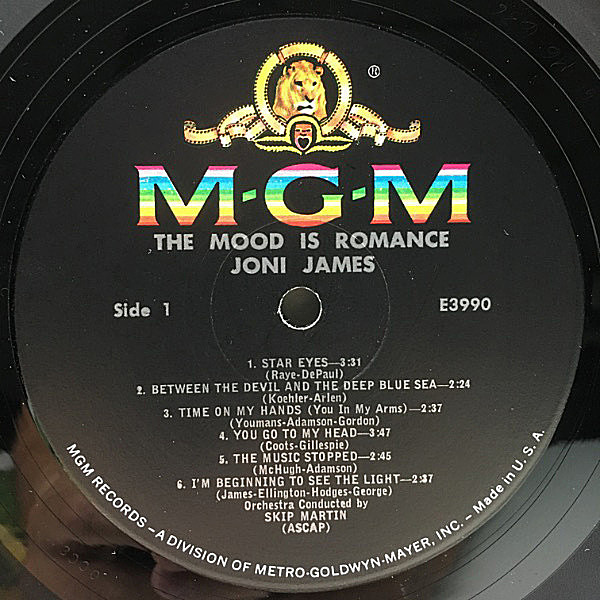 ®
M-G-M
THE MOOD IS ROMANCE
JONI JAMES
Side 1
E3990
1. STAR EYES—3:31
(Raye-DePaul)
2. BETWEEN THE DEVIL AND THE DEEP BLUE SEA—2:24
(Koehler-Arlen)
3. TIME ON MY HANDS (You In My Arms)—2:37
(Youmans-Adamson-Gordon)
4. YOU GO TO MY HEAD—3:47
(Coots-Gillespie)
5. THE MUSIC STOPPED—2:45
(McHugh-Adamson)
6. I'M BEGINNING TO SEE THE LIGHT—2:37
(James-Ellington-Hodges-George)
Orchestra Conducted by
SKIP MARTIN
(ASCAP)
MGM RECORDS – A DIVISION OF METRO-GOLDWYN-MAYER, INC. – Made in U. S. A.